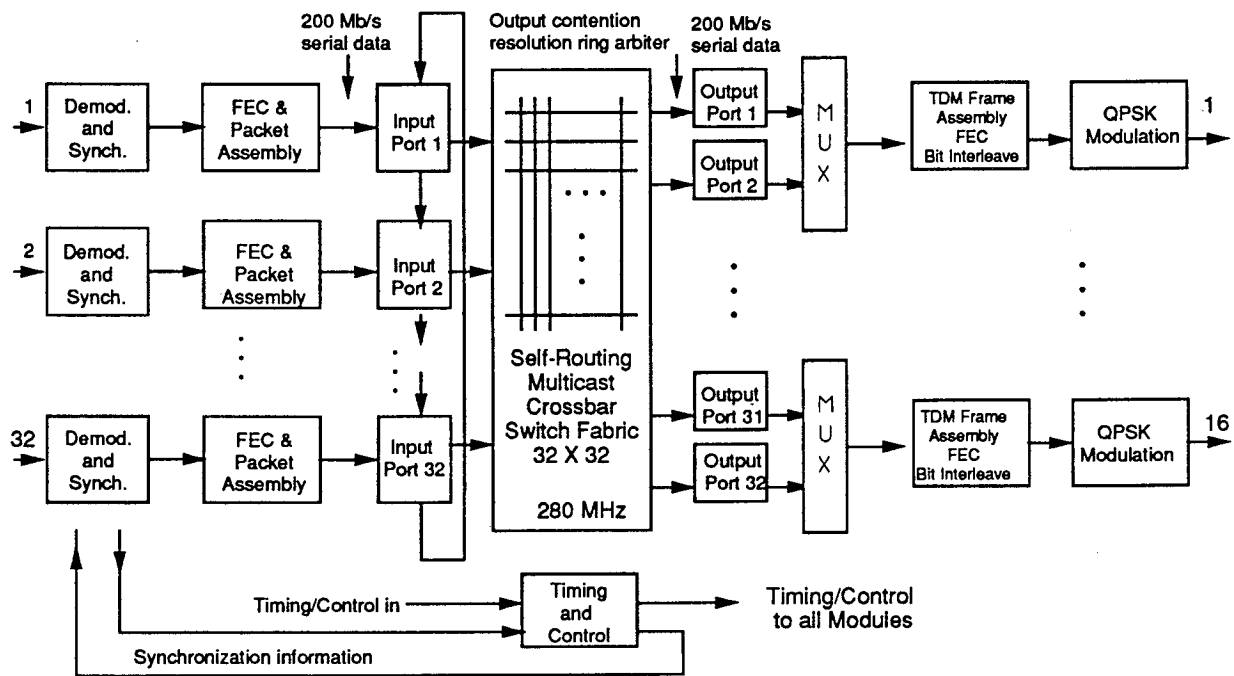 200 Mb/s
serial data
Output contention
resolution ring arbiter
200 Mb/s
serial data
1
Demod.
and
Synch.
FEC &
Packet
Assembly
Input
Port 1
Output
Port 1
Output
Port 2
M
U
X
TDM Frame
Assembly
FEC
Bit Interleave
QPSK
Modulation
1
2
Demod.
and
Synch.
FEC &
Packet
Assembly
Input
Port 2
Self-Routing
Multicast
Crossbar
Switch Fabric
32 X 32
280 MHz
32
Demod.
and
Synch.
FEC &
Packet
Assembly
Input
Port 32
Output
Port 31
Output
Port 32
M
U
X
TDM Frame
Assembly
FEC
Bit Interleave
QPSK
Modulation
16
Timing/Control in
Timing
and
Control
Timing/Control
to all Modules
Synchronization information